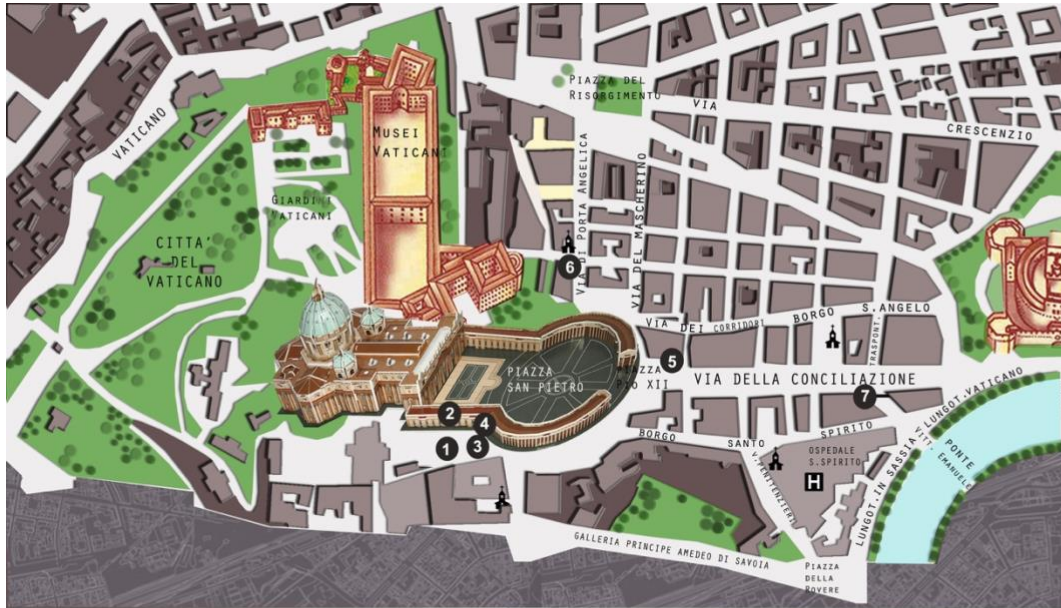 PIAZZA DEL
RISORGIMENTO
VIA
CRESCENZIO
VATICANO
MUSEI
VATICANI
GIARDI I
VATICANI
CITTA'
DEL
VATICANO
VIA DI PORTA ANGELICA
VIA DEL MASCHERINO
6
VIA DEI CORRIDORI
BORGO
S. ANGELO
TRASPONT.
PIAZZA
SAN PIETRO
5
PIAZZA
PIO XII
VIA DELLA CONCILIAZIONE
7
LUNGOT. VATICANO
2
4
1
3
BORGO
SANTO
SPIRITO
V. PENITENZIERI
OSPEDALE
S. SPIRITO
H
LUNGOT. IN SASSIA
PONTE
VITT. EMANUELE
GALLERIA PRINCIPE AMEDEO DI SAVOIA
PIAZZA
DELLA
ROVERE